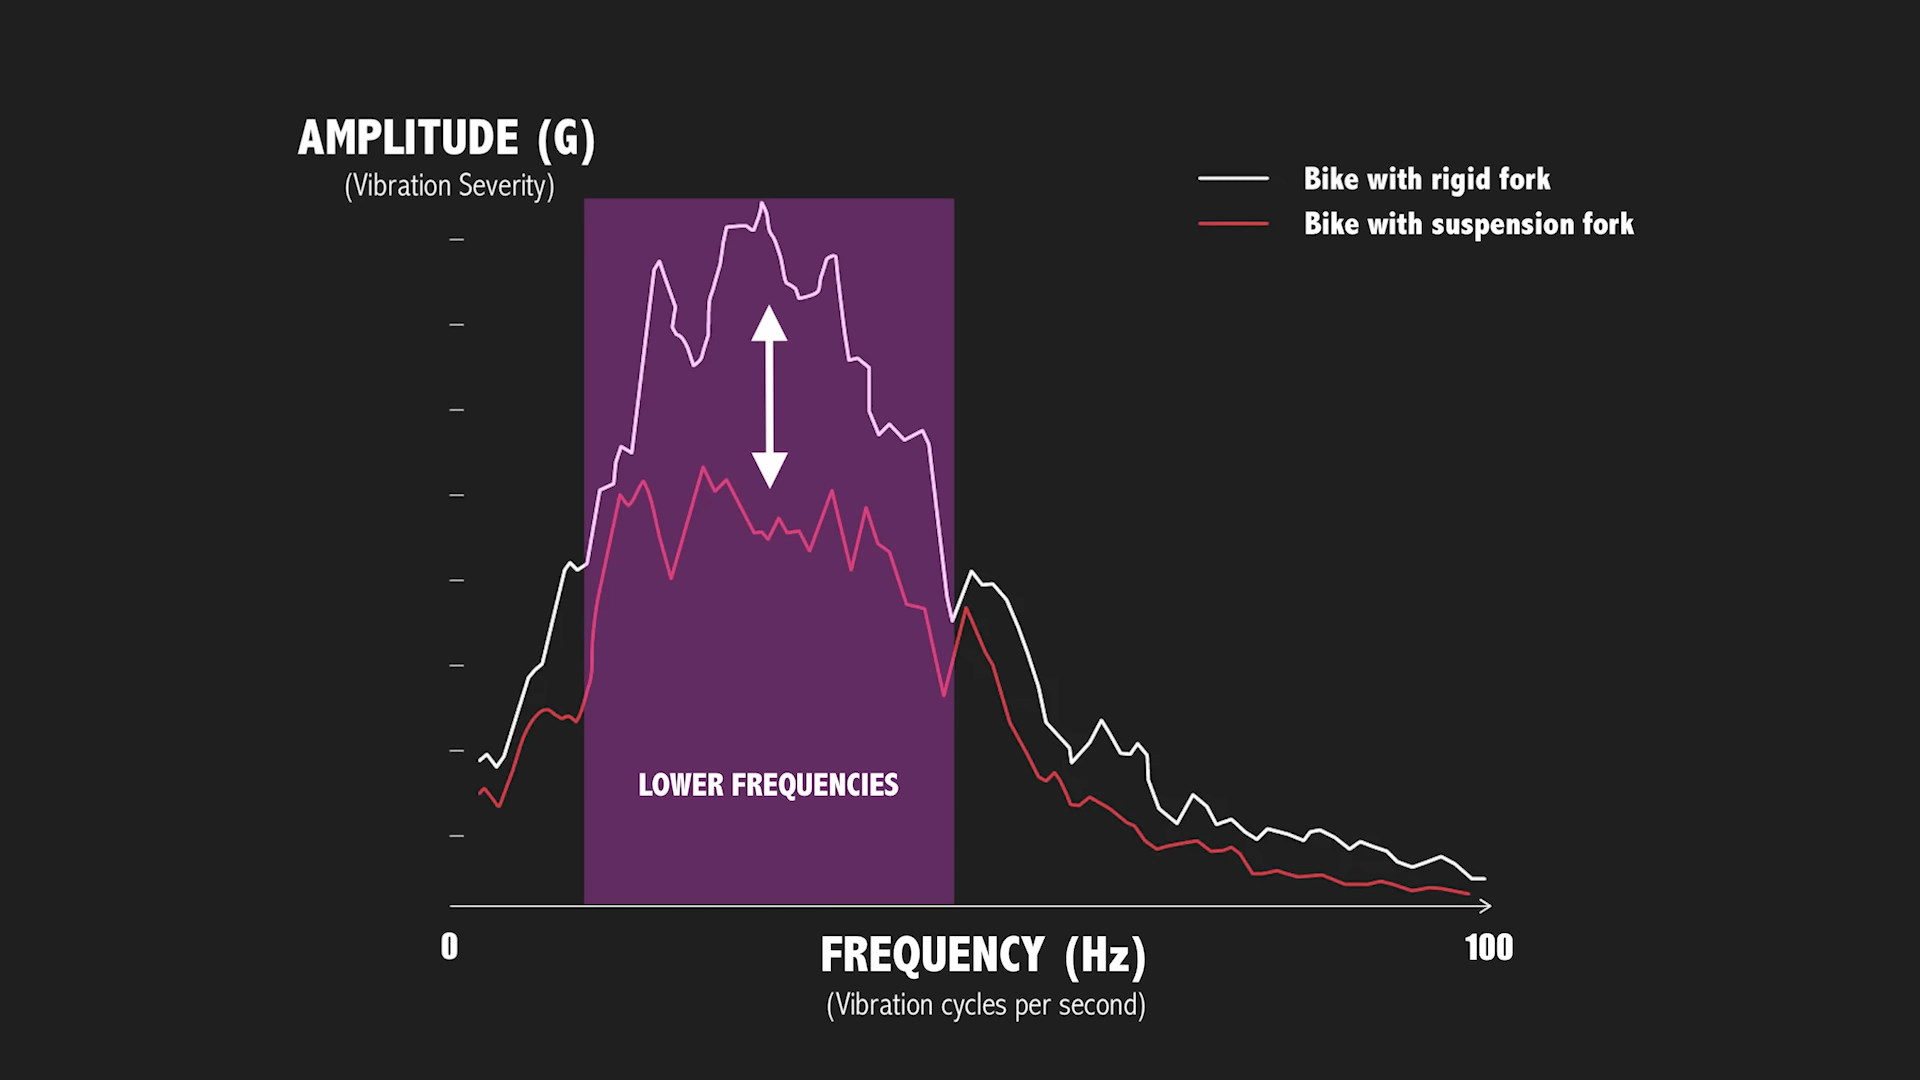 AMPLITUDE (G)
(Vibration Severity)
Bike with rigid fork
Bike with suspension fork
LOWER FREQUENCIES
0
100
FREQUENCY (Hz)
(Vibration cycles per second)